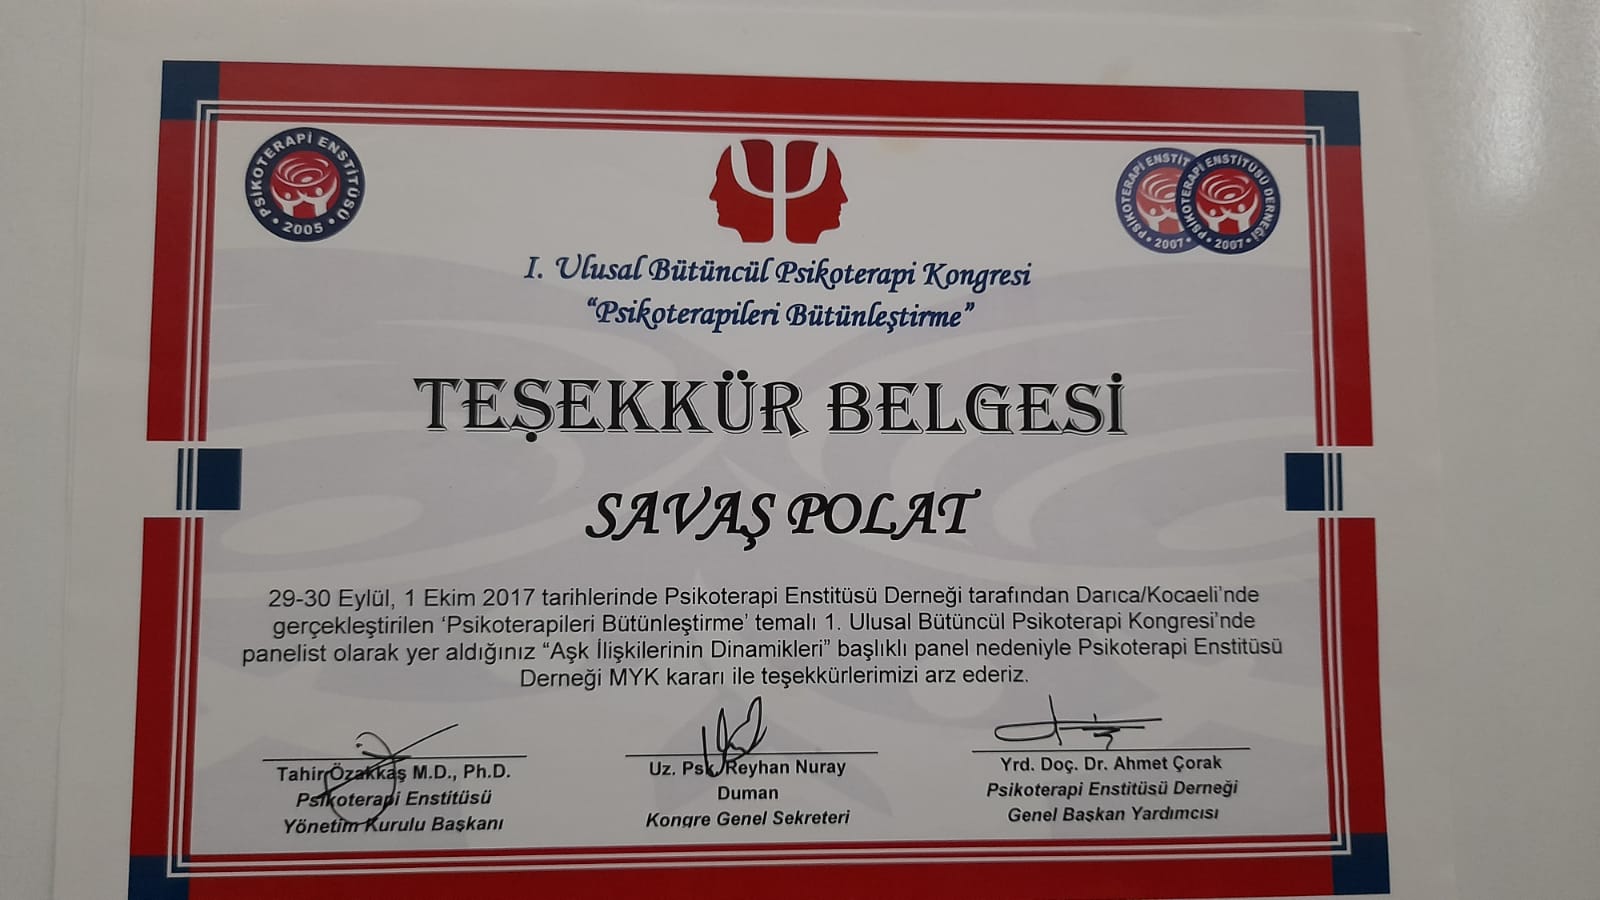 PSİKOTERAPİ ENSTİTÜSÜ
2005
PSİKOTERAPİ ENSTİT
2007
PSİKOTERAPİ ENSTİTÜSÜ DERNEĞİ
2007
I. Ulusal Bütüncül Psikoterapi Kongresi
“Psikoterapileri Bütünleştirme”
TEŞEKKÜR BELGESİ
SAVAŞ POLAT
29-30 Eylül, 1 Ekim 2017 tarihlerinde Psikoterapi Enstitüsü Derneği tarafından Darıca/Kocaeli’nde
gerçekleştirilen ‘Psikoterapileri Bütünleştirme’ temalı 1. Ulusal Bütüncül Psikoterapi Kongresi’nde
panelist olarak yer aldığınız “Aşk İlişkilerinin Dinamikleri” başlıklı panel nedeniyle Psikoterapi Enstitüsü
Derneği MYK kararı ile teşekkürlerimizi arz ederiz.
Tahir Özakkaş M.D., Ph.D.
Psikoterapi Enstitüsü
Yönetim Kurulu Başkanı
Uz. Psk. Reyhan Nuray
Duman
Kongre Genel Sekreteri
Yrd. Doç. Dr. Ahmet Çorak
Psikoterapi Enstitüsü Derneği
Genel Başkan Yardımcısı